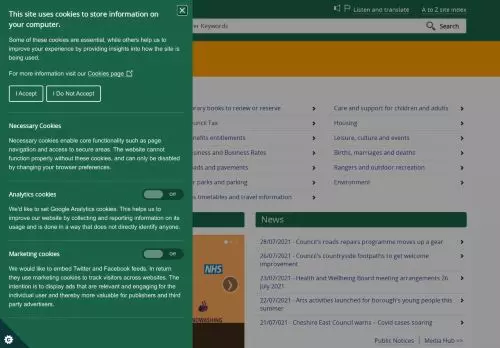 This site uses cookies to store information on
your computer.
Some of these cookies are essential, while others help us to
improve your experience by providing insights into how the site is
being used.
For more information visit our Cookies page
I Accept
I Do Not Accept
Necessary Cookies
Necessary cookies enable core functionality such as page
navigation and access to secure areas. The website cannot
function properly without these cookies, and can only be disabled
by changing your browser preferences.
Analytics cookies
Off
We'd like to set Google Analytics cookies. This helps us to
improve our website by collecting and reporting information on its
usage and is done in a way that does not directly identify anyone.
Marketing cookies
Off
We would like to embed Twitter and Facebook feeds. In return
they use marketing cookies to track visitors across websites. The
intention is to display ads that are relevant and engaging for the
individual user and thereby more valuable for publishers and third
party advertisers.
Listen and translate
A to Z site index
Keywords
Search
rary books to renew or reserve
Care and support for children and adults
ncil Tax
Housing
nefits entitlements
Leisure, culture and events
siness and Business Rates
Births, marriages and deaths
ads and pavements
Rangers and outdoor recreation
r parks and parking
Environment
s timetables and travel information
News
28/07/2021 - Council's roads repairs programme moves up a gear
26/07/2021 - Council's countryside footpaths to get welcome
improvement
23/07/2021 - Health and Wellbeing Board meeting arrangements 26
July 2021
22/07/2021 - Arts activities launched for borough's young people this
summer
21/07/2021 - Cheshire East Council warns – Covid cases soaring
Public Notices
Media Hub >>
NHS
NDWASHING